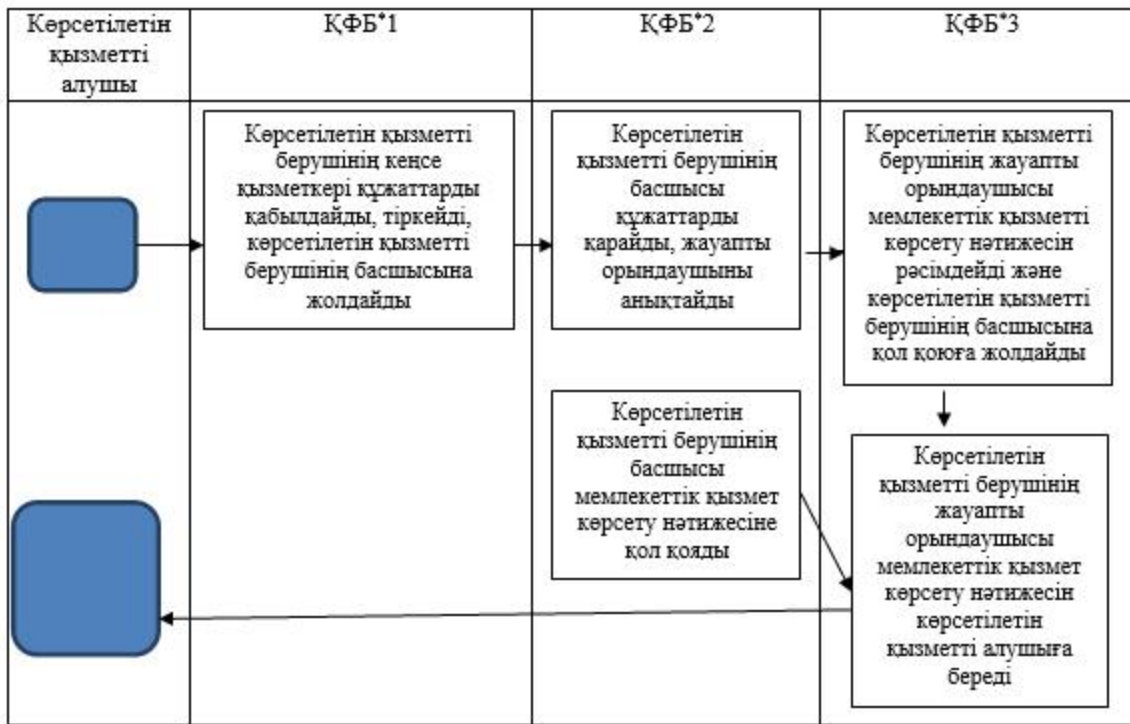 Көрсетілетін
қызметті
алушы
ҚФБ*1
ҚФБ*2
ҚФБ*3
Көрсетілетін қызметті
берушінің кеңсе
қызметкері құжаттарды
қабылдайды, тіркейді,
көрсетілетін қызметті
берушінің басшысына
жолдайды
Көрсетілетін
қызметті берушінің
басшысы
құжаттарды
қарайды, жауапты
орындаушыны
анықтайды
Көрсетілетін қызметті
берушінің жауапты
орындаушысы
мемлекеттік қызметті
көрсету нәтижесін
рәсімдейді және
көрсетілетін қызметті
берушінің басшысына
қол қоюға жолдайды
Көрсетілетін
қызметті берушінің
басшысы
мемлекеттік қызмет
көрсету нәтижесіне
қол қояды
Көрсетілетін
қызметті берушінің
жауапты
орындаушысы
мемлекеттік қызмет
көрсету нәтижесін
көрсетілетін
қызметті алушыға
береді